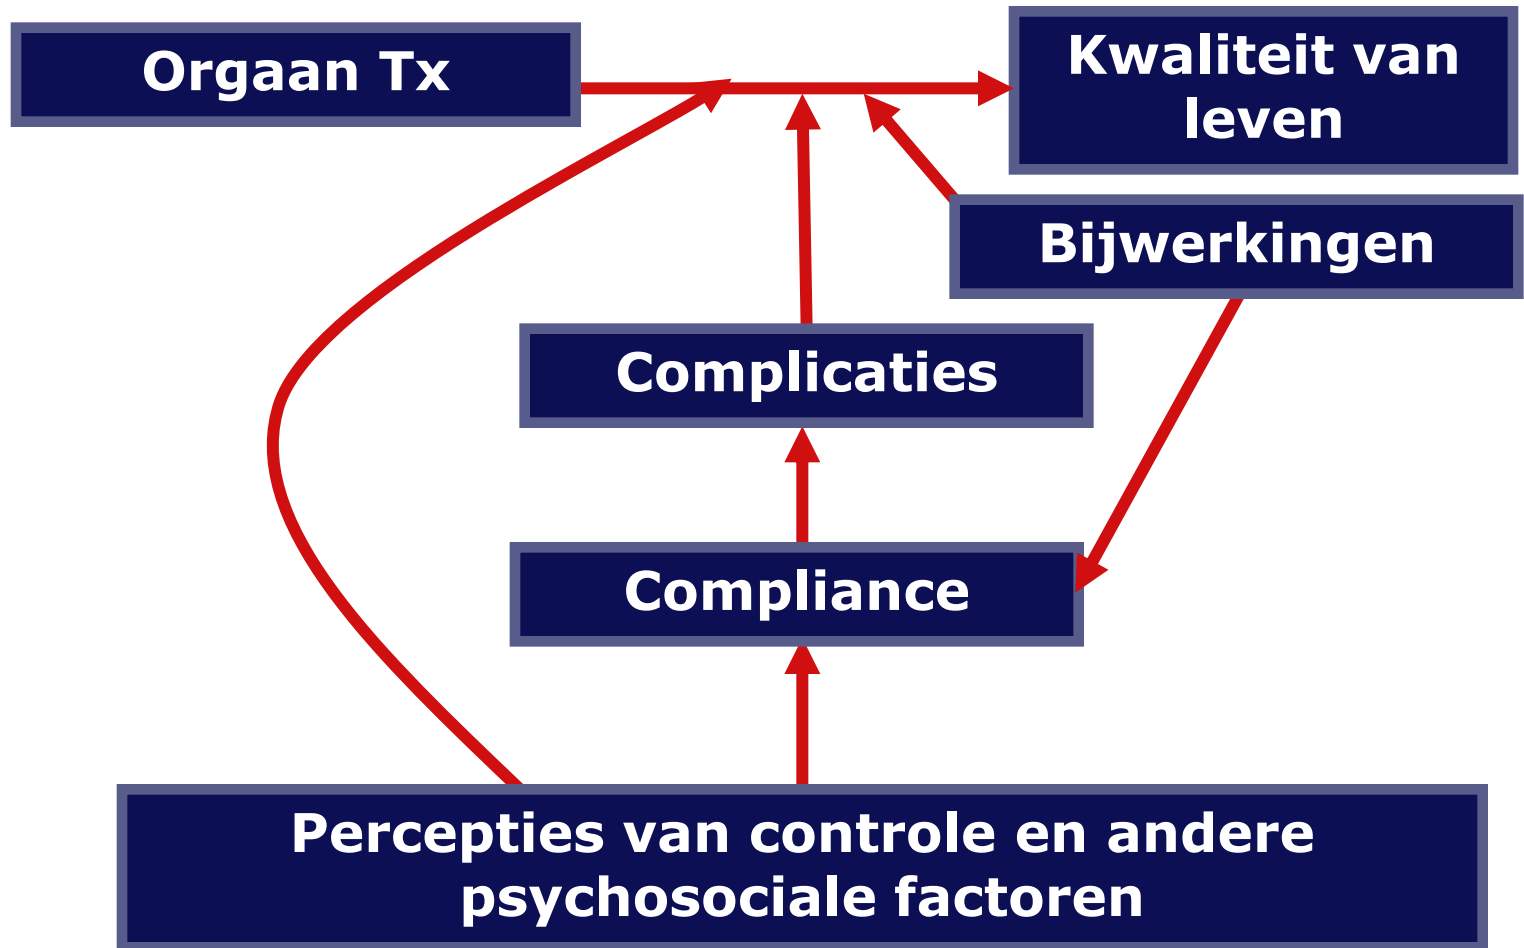 Orgaan Tx
Kwaliteit van
leven
Bijwerkingen
Complicaties
Compliance
Percepties van controle en andere
psychosociale factoren